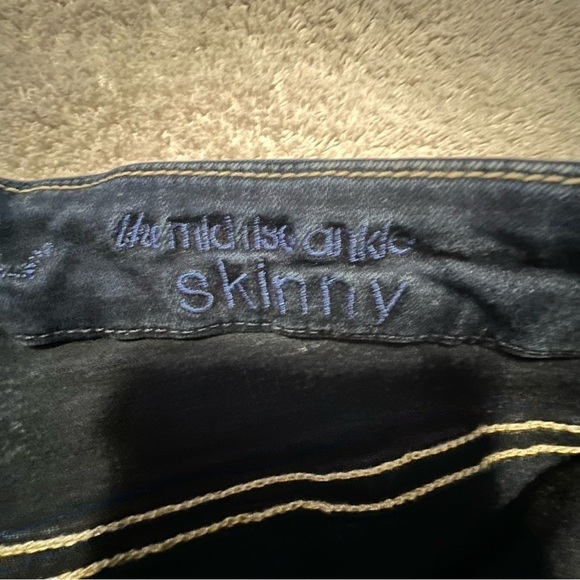 the mid rise ankle
skinny